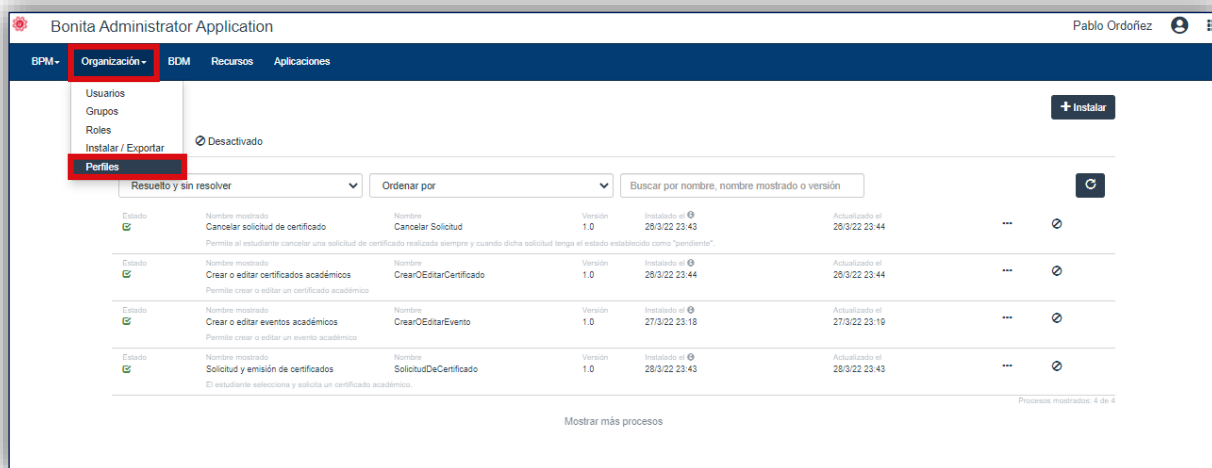 Bonita Administrator Application Pablo Ordoñez
BPM Organización BDM Recursos Aplicaciones
Usuarios
Grupos
Roles
Instalar / Exportar
Perfiles
+ Instalar
Desactivado
Resuelto y sin resolver Ordenar por Buscar por nombre, nombre mostrado o versión
Estado Nombre mostrado Nombre Versión Instalado el Actualizado el
Cancelar solicitud de certificado Cancelar Solicitud 1.0 26/3/22 23:43 26/3/22 23:44 ...
Permite al estudiante cancelar una solicitud de certificado realizada siempre y cuando dicha solicitud tenga el estado establecido como "pendiente".
Estado Nombre mostrado Nombre Versión Instalado el Actualizado el
Crear o editar certificados académicos CrearOEditarCertificado 1.0 26/3/22 23:43 26/3/22 23:44 ...
Permite crear o editar un certificado académico
Estado Nombre mostrado Nombre Versión Instalado el Actualizado el
Crear o editar eventos académicos CrearOEditarEvento 1.0 27/3/22 23:18 27/3/22 23:19 ...
Permite crear o editar un evento académico
Estado Nombre mostrado Nombre Versión Instalado el Actualizado el
Solicitud y emisión de certificados SolicitudDeCertificado 1.0 28/3/22 23:43 28/3/22 23:43 ...
El estudiante selecciona y solicita un certificado académico.
Procesos mostrados: 4 de 4
Mostrar más procesos